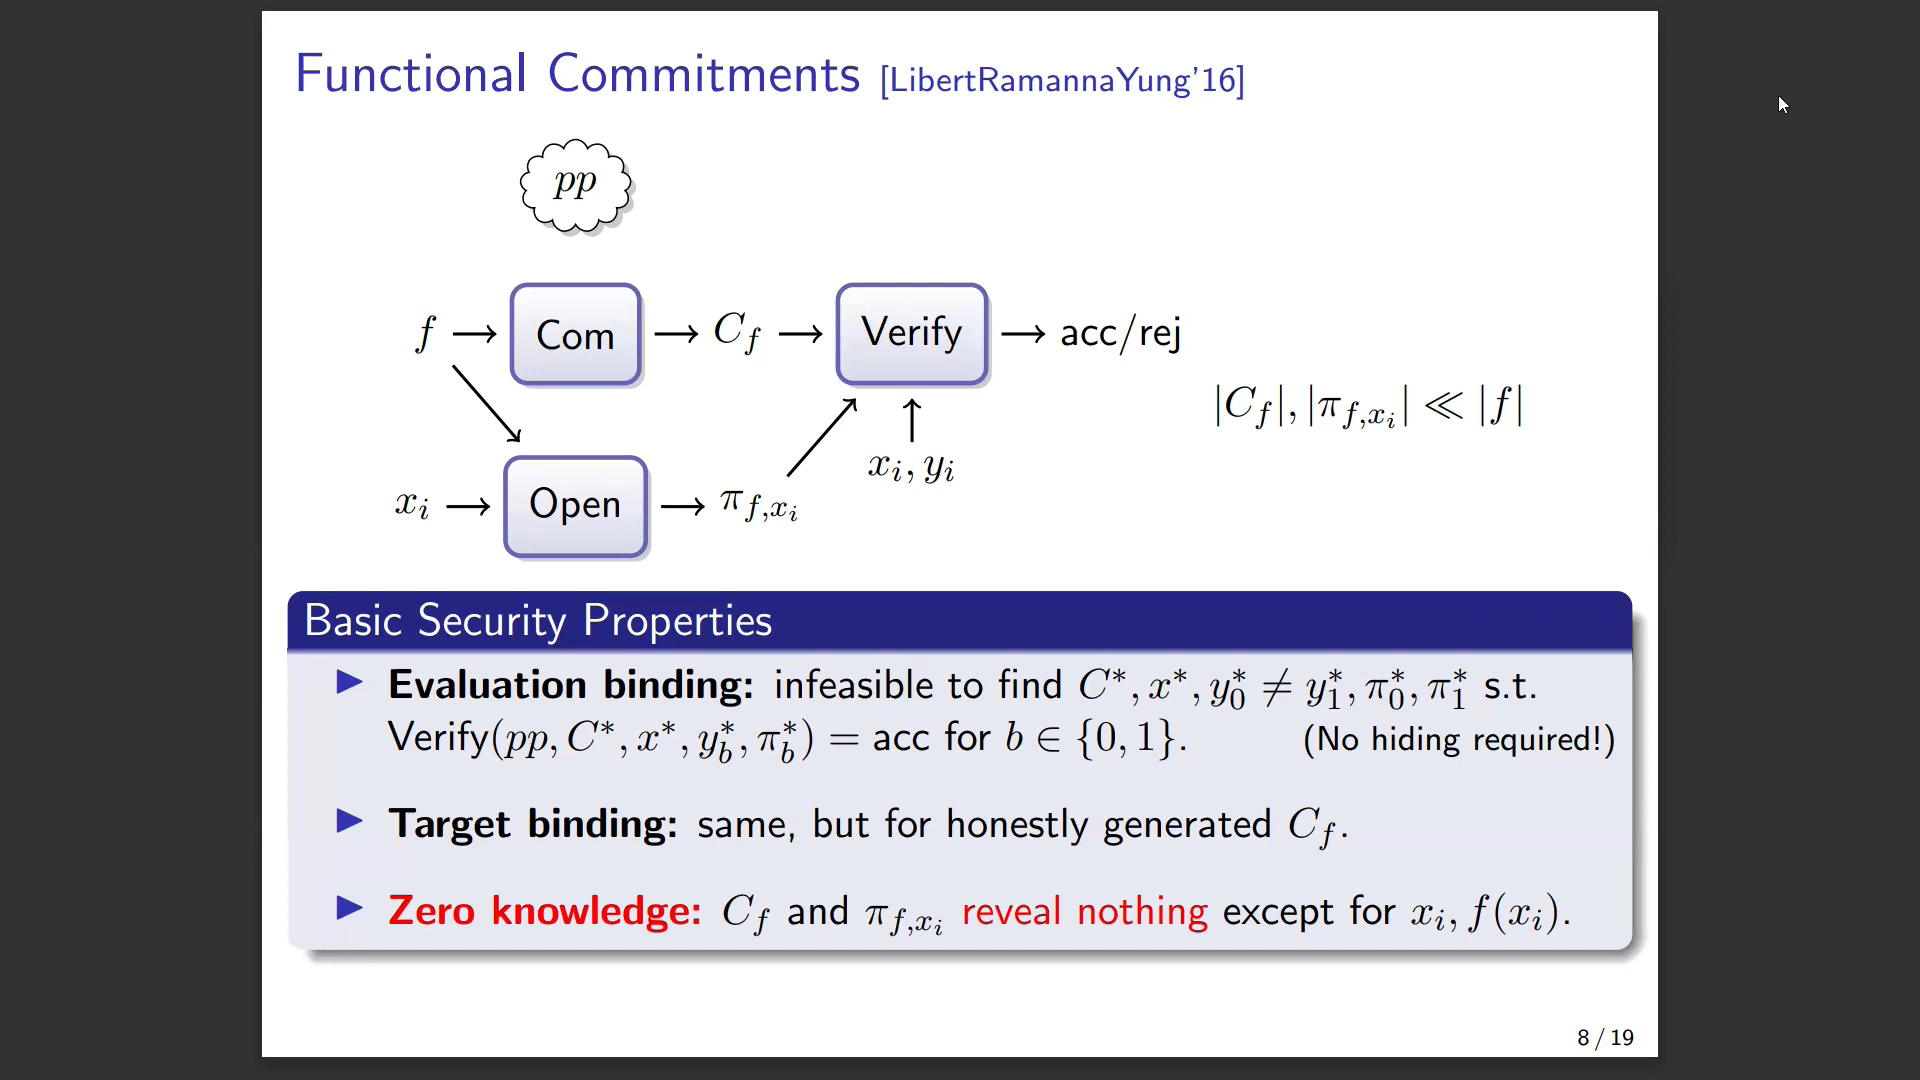 Functional Commitments [LibertRamannaYung'16]
pp
f → Com → C_f → Verify → acc/rej
|C_f|, |π_{f,x_i}| ≪ |f|
x_i, y_i
x_i → Open → π_{f,x_i}
Basic Security Properties
▶ Evaluation binding: infeasible to find C*, x*, y*_0 ≠ y*_1, π*_0, π*_1 s.t.
Verify(pp, C*, x*, y*_b, π*_b) = acc for b ∈ {0, 1}. (No hiding required!)
▶ Target binding: same, but for honestly generated C_f.
▶ Zero knowledge: C_f and π_{f,x_i} reveal nothing except for x_i, f(x_i).
8 / 19